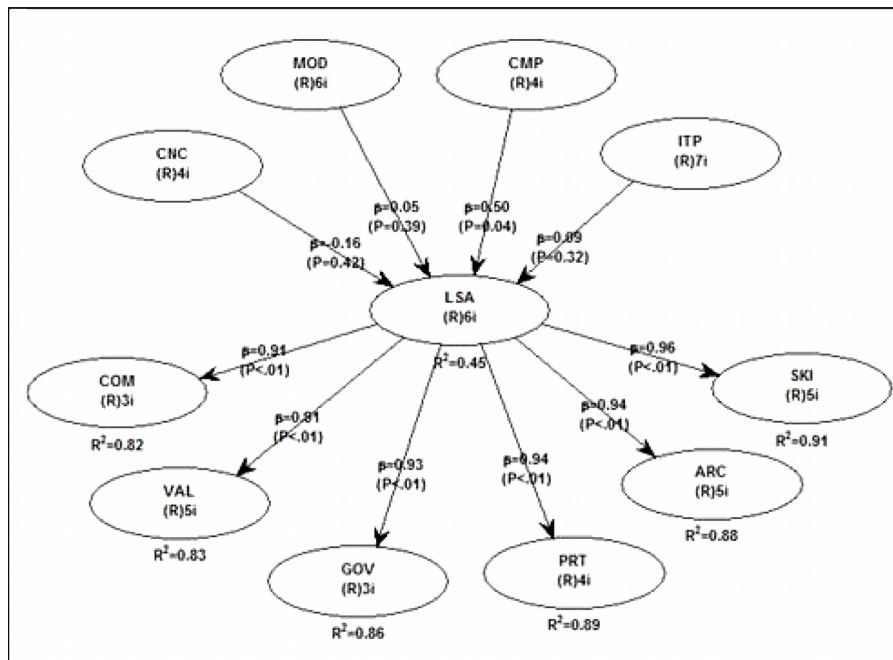 MOD
(R)6i
CMP
(R)4i
CNC
(R)4i
ITP
(R)7i
β=0.05
(P=0.39)
β=0.50
(P=0.04)
β=-0.16
(P=0.42)
β=0.09
(P=0.32)
LSA
(R)6i
R²=0.45
β=0.91
(P<.01)
β=0.96
(P<.01)
COM
(R)3i
R²=0.82
SKI
(R)5i
R²=0.91
β=0.91
(P<.01)
β=0.94
(P<.01)
VAL
(R)5i
R²=0.83
β=0.93
(P<.01)
β=0.94
(P<.01)
ARC
(R)5i
R²=0.88
GOV
(R)3i
R²=0.86
PRT
(R)4i
R²=0.89